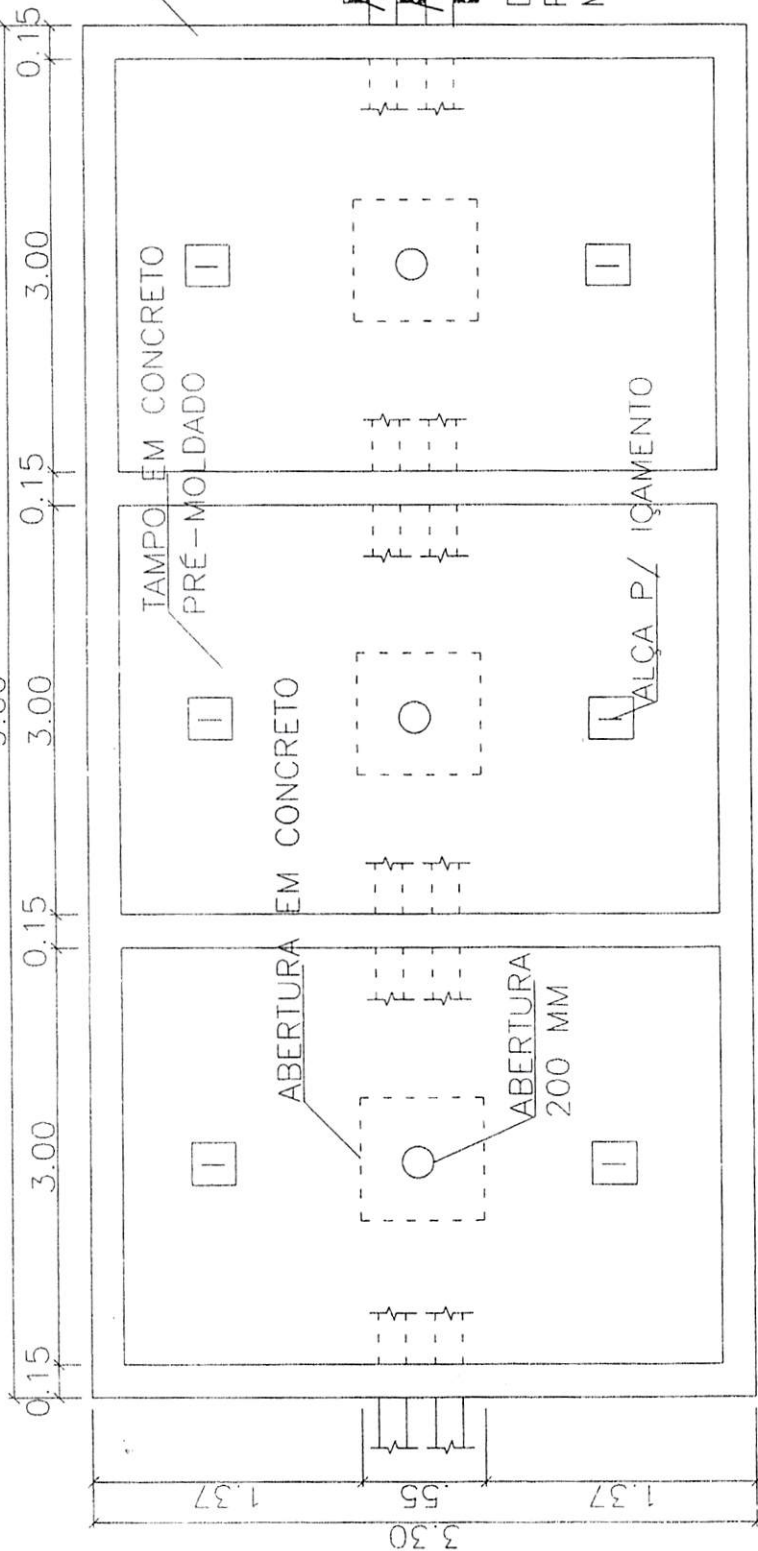 0.15
3.00
0.15
3.00
0.15
3.00
0.15
TAMPO EM CONCRETO
PRÉ-MOLDADO
ABERTURA EM CONCRETO
ABERTURA
200 MM
ALÇA P/ IÇAMENTO
1.37
.55
1.37
3.30